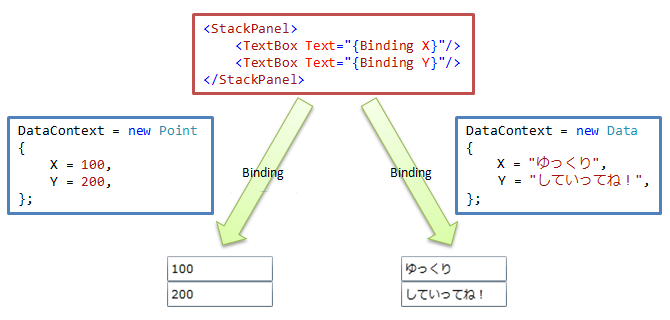 <StackPanel>
    <TextBox Text="{Binding X}"/>
    <TextBox Text="{Binding Y}"/>
</StackPanel>
DataContext = new Point
{
    X = 100,
    Y = 200,
};
Binding
100
200
DataContext = new Data
{
    X = "ゆっくり",
    Y = "していってね！",
};
Binding
ゆっくり
していってね！